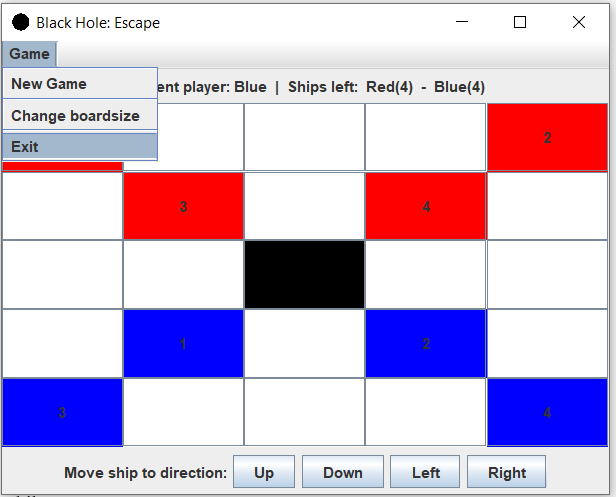 Black Hole: Escape
Game
New Game
ent player: Blue | Ships left: Red(4) - Blue(4)
Change boardsize
Exit
2
3 4
1 2
3 4
Move ship to direction: Up Down Left Right